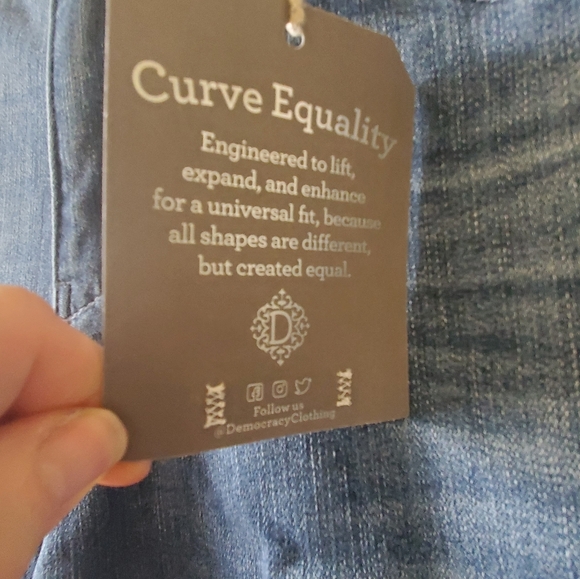 Curve Equality
Engineered to lift,
expand, and enhance
for a universal fit, because
all shapes are different,
but created equal.
D
Follow us
@DemocracyClothing